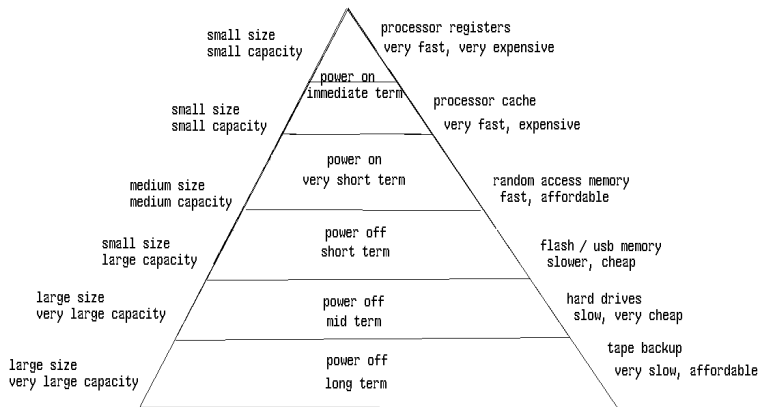 small size
small capacity
processor registers
very fast, very expensive
power on
immediate term
small size
small capacity
processor cache
very fast, expensive
power on
very short term
medium size
medium capacity
random access memory
fast, affordable
power off
short term
small size
large capacity
flash / usb memory
slower, cheap
large size
very large capacity
power off
mid term
hard drives
slow, very cheap
large size
very large capacity
power off
long term
tape backup
very slow, affordable